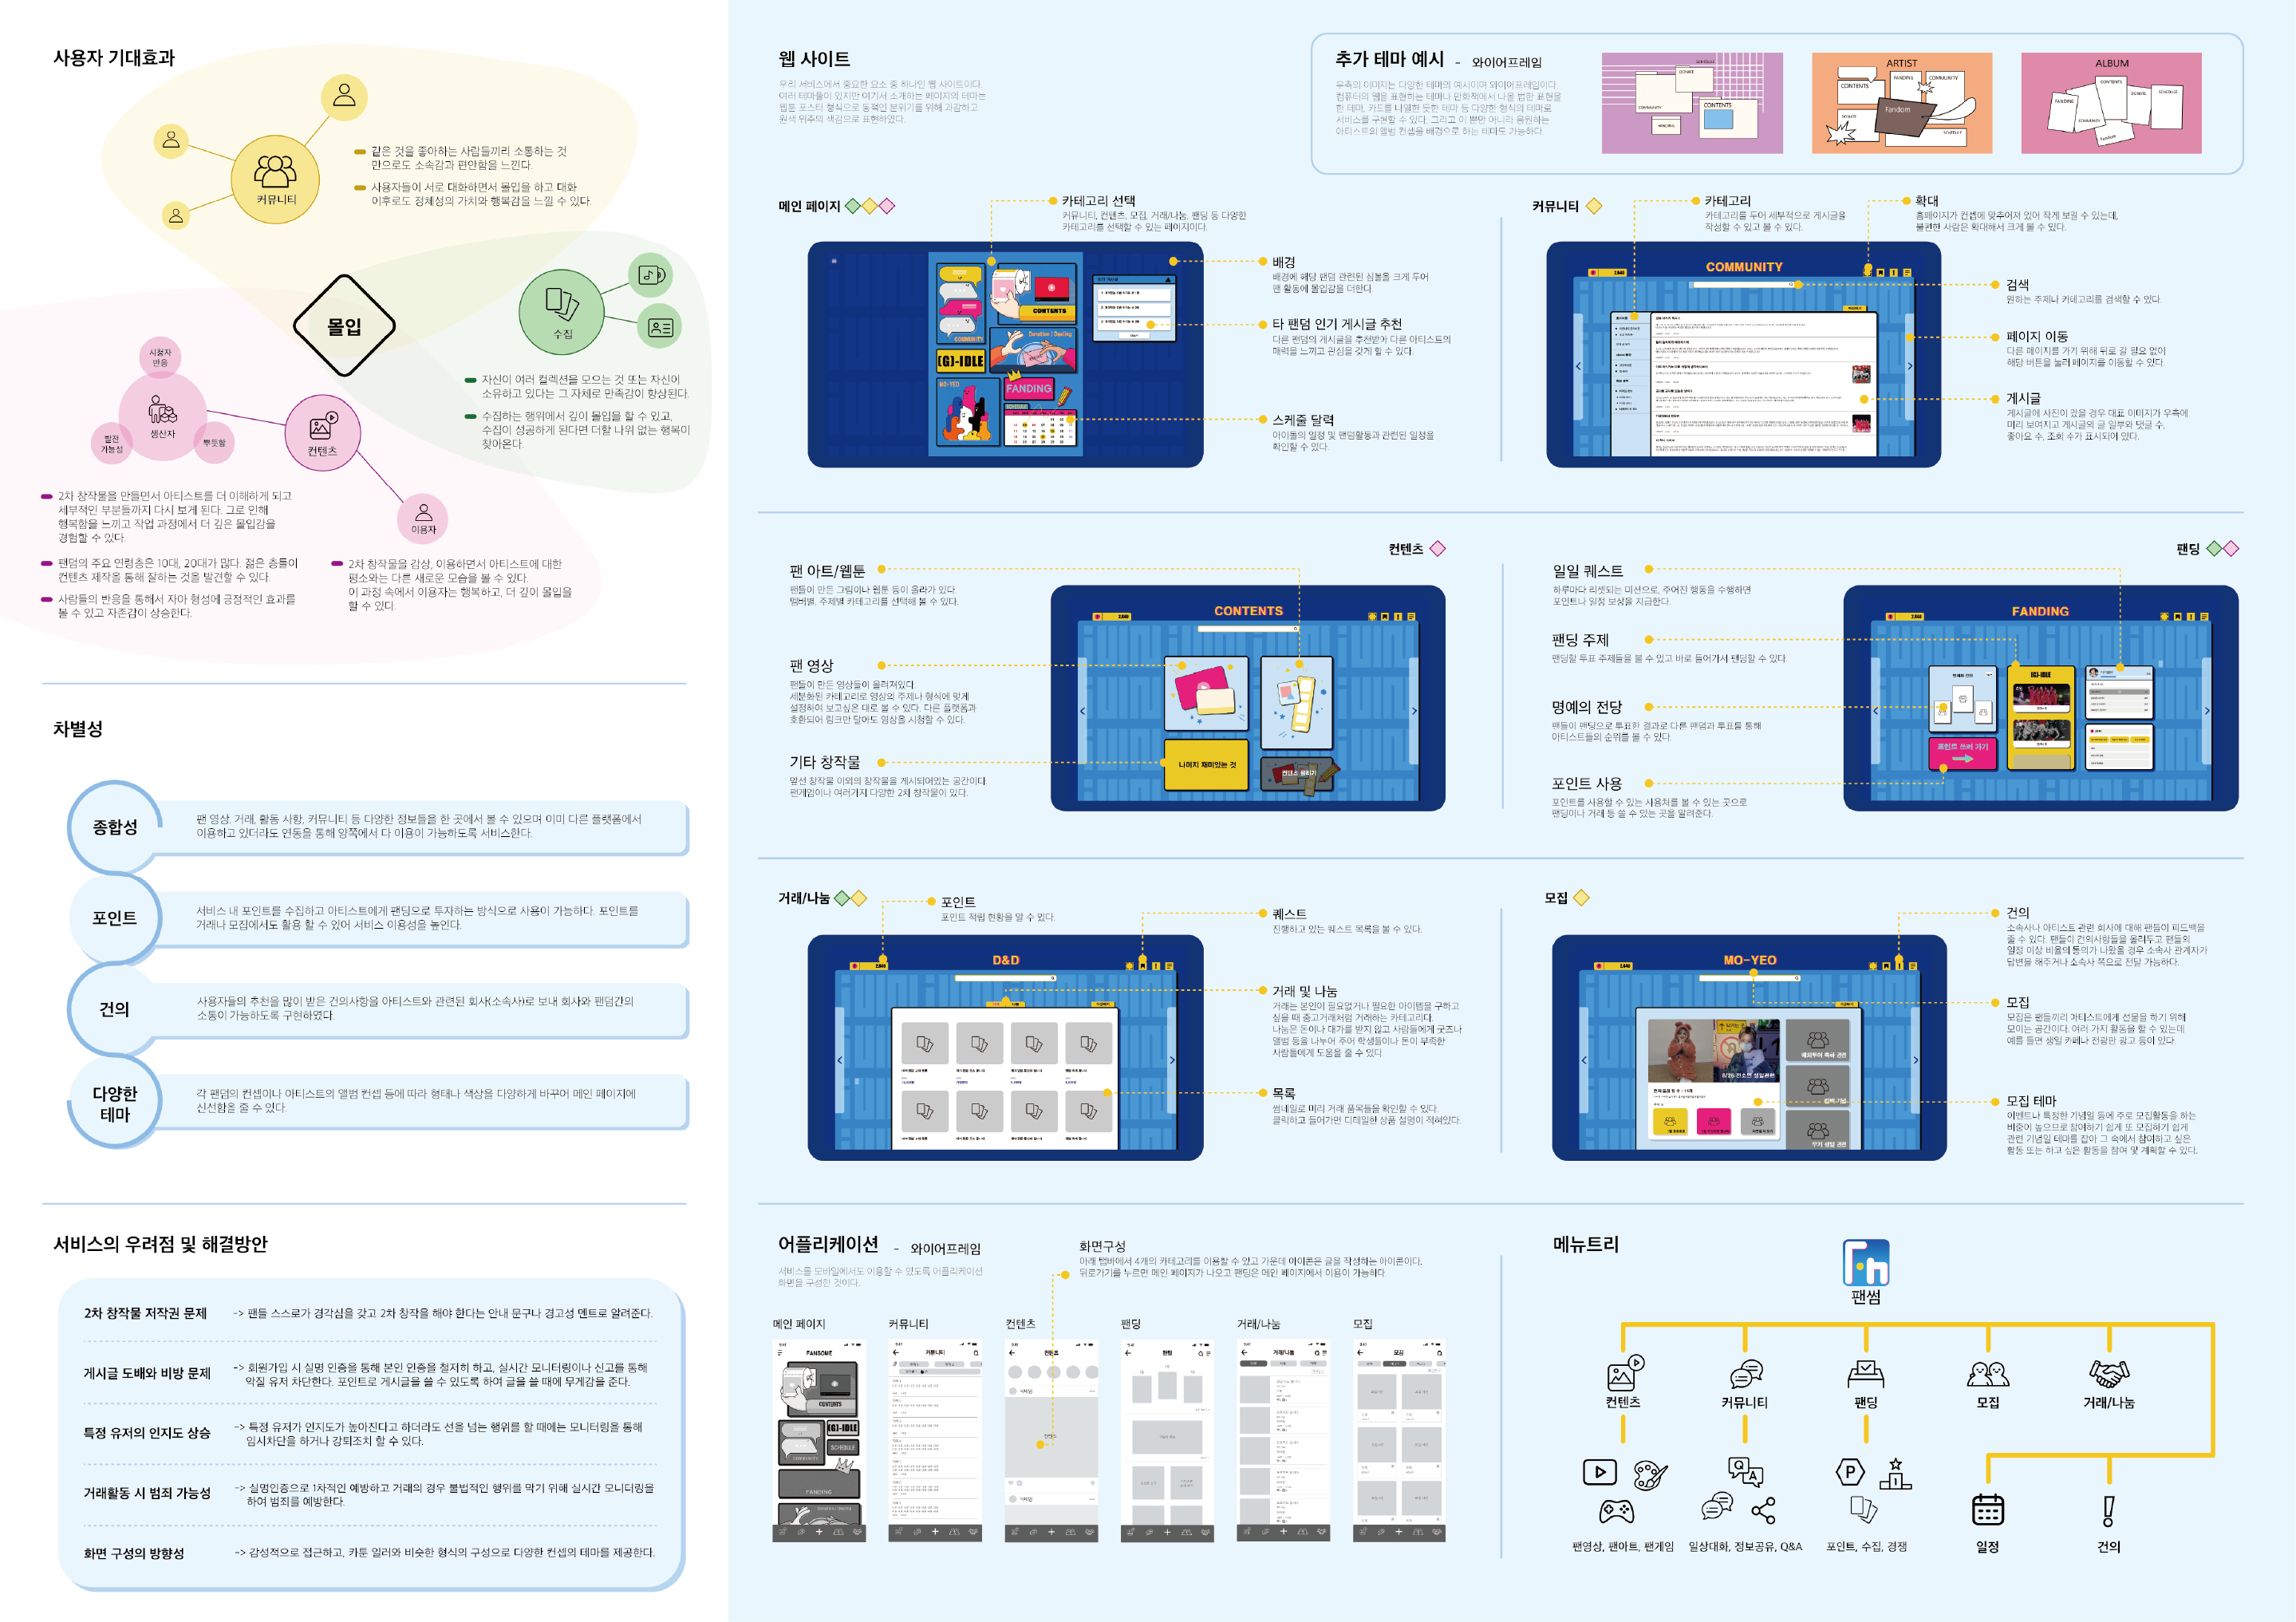 사용자 기대효과
커뮤니티
같은 것을 좋아하는 사람들끼리 소통하는 것
만으로도 소속감과 편안함을 느낀다.
사용자들이 서로 대화하면서 몰입을 하고 대화
이후로도 정체성의 가치와 행복감을 느낄 수 있다.
몰입
수집
자신이 여러 컬렉션을 모으는 것 또는 자신이
소유하고 있다는 그 자체로 만족감이 향상된다.
수집하는 행위에서 깊이 몰입을 할 수 있고,
수집이 성공하게 된다면 더할 나위 없는 행복이
찾아온다.
시청자
반응
생산자
발전
가능성
뿌듯함
컨텐츠
이용자
2차 창작물을 만들면서 아티스트를 더 이해하게 되고
세부적인 부분들까지 다시 보게 된다. 그로 인해
행복함을 느끼고 작업 과정에서 더 깊은 몰입감을
경험할 수 있다.
팬덤의 주요 연령층은 10대, 20대가 많다. 젊은 층들이
컨텐츠 제작을 통해 잘하는 것을 발견할 수 있다.
사람들의 반응을 통해서 자아 형성에 긍정적인 효과를
볼 수 있고 자존감이 상승한다.
2차 창작물을 감상, 이용하면서 아티스트에 대한
평소와는 다른 새로운 모습을 볼 수 있다.
이 과정 속에서 이용자는 행복하고, 더 깊이 몰입을
할 수 있다.
차별성
종합성
팬 영상, 거래, 활동 사항, 커뮤니티 등 다양한 정보들을 한 곳에서 볼 수 있으며 이미 다른 플랫폼에서
이용하고 있더라도 연동을 통해 양쪽에서 다 이용이 가능하도록 서비스한다.
포인트
서비스 내 포인트를 수집하고 아티스트에게 팬딩으로 투자하는 방식으로 사용이 가능하다. 포인트를
거래나 모집에서도 활용 할 수 있어 서비스 이용성을 높인다.
건의
사용자들의 추천을 많이 받은 건의사항을 아티스트와 관련된 회사(소속사)로 보내 회사와 팬덤간의
소통이 가능하도록 구현하였다.
다양한
테마
각 팬덤의 컨셉이나 아티스트의 앨범 컨셉 등에 따라 형태나 색상을 다양하게 바꾸어 메인 페이지에
신선함을 줄 수 있다.
서비스의 우려점 및 해결방안
2차 창작물 저작권 문제
-> 팬들 스스로가 경각심을 갖고 2차 창작을 해야 한다는 안내 문구나 경고성 멘트로 알려준다.
게시글 도배와 비방 문제
-> 회원가입 시 실명 인증을 통해 본인 인증을 철저히 하고, 실시간 모니터링이나 신고를 통해
악질 유저 차단한다. 포인트로 게시글을 쓸 수 있도록 하여 글을 쓸 때에 무게감을 준다.
특정 유저의 인지도 상승
-> 특정 유저가 인지도가 높아진다고 하더라도 선을 넘는 행위를 할 때에는 모니터링을 통해
임시차단을 하거나 강퇴조치 할 수 있다.
거래활동 시 범죄 가능성
-> 실명인증으로 1차적인 예방하고 거래의 경우 불법적인 행위를 막기 위해 실시간 모니터링을
하여 범죄를 예방한다.
화면 구성의 방향성
-> 감성적으로 접근하고, 카툰 일러와 비슷한 형식의 구성으로 다양한 컨셉의 테마를 제공한다.
웹 사이트
우리 서비스에서 중요한 요소 중 하나인 웹 사이트이다.
여러 테마들이 있지만 여기서 소개하는 페이지의 테마는
웹툰 포스터 형식으로 동적인 분위기를 위해 과감하고
원색 위주의 색감으로 표현하였다.
추가 테마 예시 - 와이어프레임
우측의 이미지는 다양한 테마의 예시이며 와이어프레임이다.
컴퓨터의 웹을 표현하는 테마나 만화책에서 나올 법한 표현을
한 테마, 카드를 나열한 듯한 테마 등 다양한 형식의 테마로
서비스를 구현할 수 있다. 그리고 이 뿐만 아니라 응원하는
아티스트의 앨범 컨셉을 배경으로 하는 테마도 가능하다.
SCHEDULE
DONATE
COMMUNITY
CONTENTS
FANDING
ARTIST
FANDING
COMMUNITY
CONTENTS
Fandom
DONATE
SCHEDULE
ALBUM
CONTENTS
FANDING
DONATE
SCHEDULE
COMMUNITY
Fandom
메인 페이지
카테고리 선택
커뮤니티, 컨텐츠, 모집, 거래/나눔, 팬딩 등 다양한
카테고리를 선택할 수 있는 페이지이다.
배경
배경에 해당 팬덤 관련된 심볼을 크게 두어
팬 활동에 몰입감을 더한다.
타 팬덤 인기 게시글 추천
다른 팬덤의 게시글을 추천받아 다른 아티스트의
매력을 느끼고 관심을 갖게 할 수 있다.
스케줄 달력
아이돌의 일정 및 팬덤활동과 관련된 일정을
확인할 수 있다.
CONTENTS
COMMUNITY
Donation / Dealing
(G)-IDLE
MO-YEO
FANDING
커뮤니티
카테고리
카테고리를 두어 세부적으로 게시글을
작성할 수 있고 볼 수 있다.
확대
홈페이지가 컨셉에 맞추어져 있어 작게 보일 수 있는데,
불편한 사람은 확대해서 크게 볼 수 있다.
COMMUNITY
2,040
검색
원하는 주제나 카테고리를 검색할 수 있다.
페이지 이동
다른 페이지를 가기 위해 뒤로 갈 필요 없이
해당 버튼을 눌러 페이지를 이동할 수 있다.
게시글
게시글에 사진이 있을 경우 대표 이미지가 우측에
미리 보여지고 게시글의 글 일부와 댓글 수,
좋아요 수, 조회 수가 표시되어 있다.
컨텐츠
팬 아트/웹툰
팬들이 만든 그림이나 웹툰 등이 올라가 있다.
멤버별, 주제별 카테고리를 선택해 볼 수 있다.
팬 영상
팬들이 만든 영상들이 올려져있다.
세분화된 카테고리로 영상의 주제나 형식에 맞게
설정하여 보고싶은 대로 볼 수 있다. 다른 플랫폼과
호환되어 링크만 달아도 영상을 시청할 수 있다.
기타 창작물
앞선 창작물 이외의 창작물을 게시되어있는 공간이다.
팬게임이나 여러가지 다양한 2차 창작물이 있다.
CONTENTS
2,040
나머지 재미있는 것
컨텐츠 올리기
팬딩
일일 퀘스트
하루마다 리셋되는 미션으로, 주어진 행동을 수행하면
포인트나 일정 보상을 지급한다.
팬딩 주제
팬딩할 투표 주제들을 볼 수 있고 바로 들어가서 팬딩할 수 있다.
명예의 전당
팬들이 팬딩으로 투표한 결과로 다른 팬덤과 투표를 통해
아티스트들의 순위를 볼 수 있다.
포인트 사용
포인트를 사용할 수 있는 사용처를 볼 수 있는 곳으로
팬딩이나 거래 등 쓸 수 있는 곳을 알려준다.
FANDING
2,040
명예의 전당
(G)-IDLE
포인트 쓰러 가기
거래/나눔
포인트
포인트 적립 현황을 알 수 있다.
퀘스트
진행하고 있는 퀘스트 목록을 볼 수 있다.
D&D
2,040
거래 및 나눔
거래는 본인이 필요없거나 필요한 아이템을 구하고
싶을 때 중고거래처럼 거래하는 카테고리다.
나눔은 돈이나 대가를 받지 않고 사람들에게 굿즈나
앨범 등을 나누어 주어 학생들이나 돈이 부족한
사람들에게 도움을 줄 수 있다.
목록
썸네일로 미리 거래 품목들을 확인할 수 있다.
클릭하고 들어가면 디테일한 상품 설명이 적혀있다.
모집
건의
소속사나 아티스트 관련 회사에 대해 팬들이 피드백을
줄 수 있다. 팬들이 건의사항들을 올려두고 팬들의
일정 이상 비율의 동의가 나왔을 경우 소속사 관계자가
답변을 해주거나 소속사 쪽으로 전달 가능하다.
MO-YEO
2,040
모집
모집은 팬들끼리 아티스트에게 선물을 하기 위해
모이는 공간이다. 여러 가지 활동을 할 수 있는데
예를 들면 생일 카페나 전광판 광고 등이 있다.
모집 테마
이벤트나 특정한 기념일 등에 주로 모집활동을 하는
비중이 높으므로 참여하기 쉽게 또 모집하기 쉽게
관련 기념일 테마를 잡아 그 속에서 참여하고 싶은
활동 또는 하고 싶은 활동을 참여 및 계획할 수 있다.
8/26 전소연 생일관련
해외투어 축하 관련
컴백 기념
우기 생일 관련
어플리케이션 - 와이어프레임
서비스를 모바일에서도 이용할 수 있도록 어플리케이션
화면을 구성한 것이다.
화면구성
아래 탭바에서 4개의 카테고리를 이용할 수 있고 가운데 아이콘은 글을 작성하는 아이콘이다.
뒤로가기를 누르면 메인 페이지가 나오고 팬딩은 메인 페이지에서 이용이 가능하다.
메인 페이지
커뮤니티
컨텐츠
팬딩
거래/나눔
모집
FANSOME
CONTENTS
(G)-IDLE
SCHEDULE
COMMUNITY
FANDING
Donation / Dealing
커뮤니티
컨텐츠
팬딩
거래/나눔
모집
메뉴트리
팬썸
컨텐츠
커뮤니티
팬딩
모집
거래/나눔
Q
A
P
1
팬영상, 팬아트, 팬게임
일상대화, 정보공유, Q&A
포인트, 수집, 경쟁
일정
건의